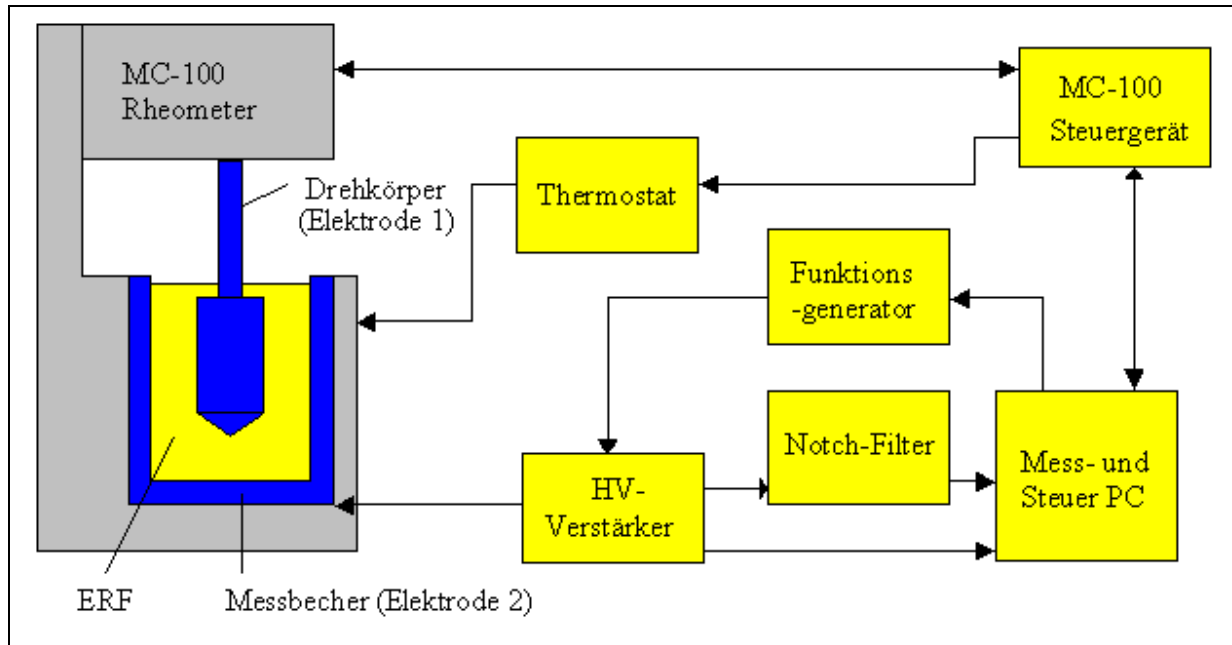 MC-100
Rheometer
MC-100
Steuergerät
Drehkörper
(Elektrode 1)
Thermostat
Funktions
-generator
Notch-Filter
HV-
Verstärker
Mess- und
Steuer PC
ERF
Messbecher (Elektrode 2)